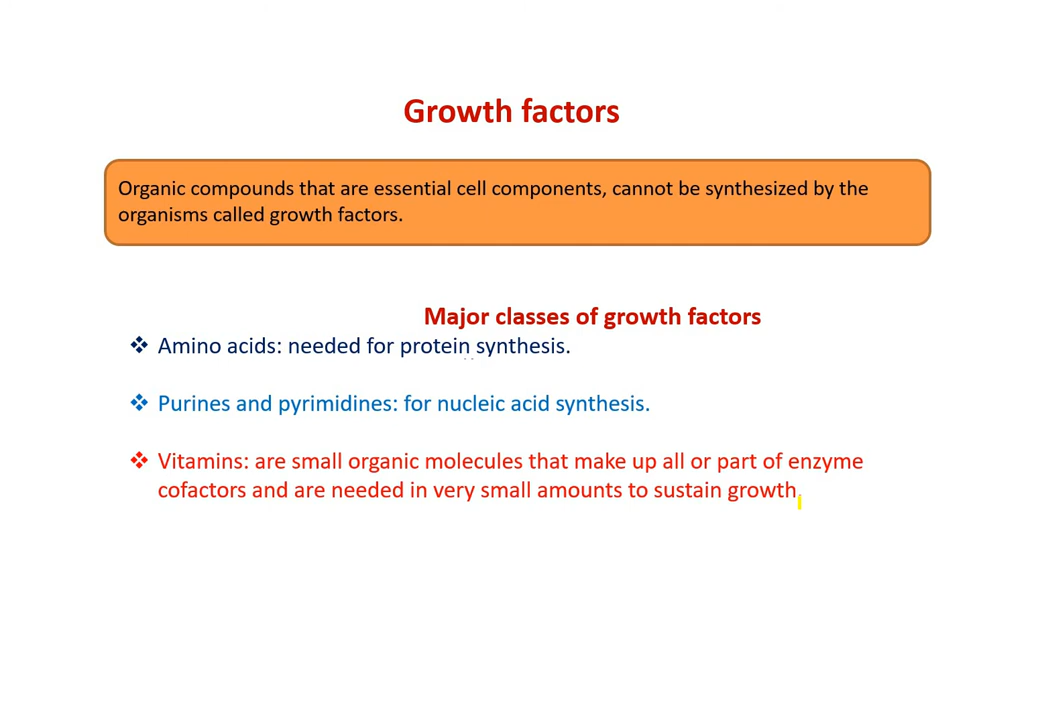 Growth factors
Organic compounds that are essential cell components, cannot be synthesized by the
organisms called growth factors.
Major classes of growth factors
❖ Amino acids: needed for protein synthesis.
❖ Purines and pyrimidines: for nucleic acid synthesis.
❖ Vitamins: are small organic molecules that make up all or part of enzyme
cofactors and are needed in very small amounts to sustain growth.